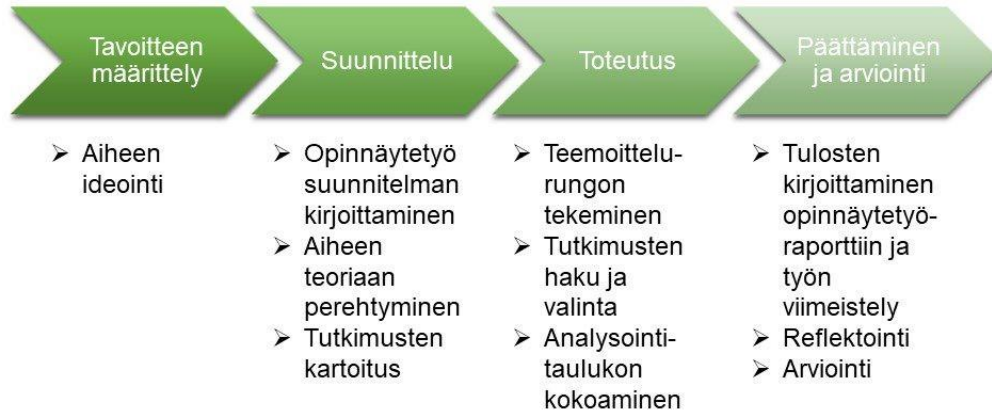 Tavoitteen
määrittely
Suunnittelu
Toteutus
Päättäminen
ja arviointi
➢ Aiheen
ideointi
➢ Opinnäytetyö
suunnitelman
kirjoittaminen
➢ Aiheen
teoriaan
perehtyminen
➢ Tutkimusten
kartoitus
➢ Teemoittelu-
rungon
tekeminen
➢ Tutkimusten
haku ja
valinta
➢ Analysointi-
taulukon
kokoaminen
➢ Tulosten
kirjoittaminen
opinnäytetyö-
raporttiin ja
työn
viimeistely
➢ Reflektointi
➢ Arviointi